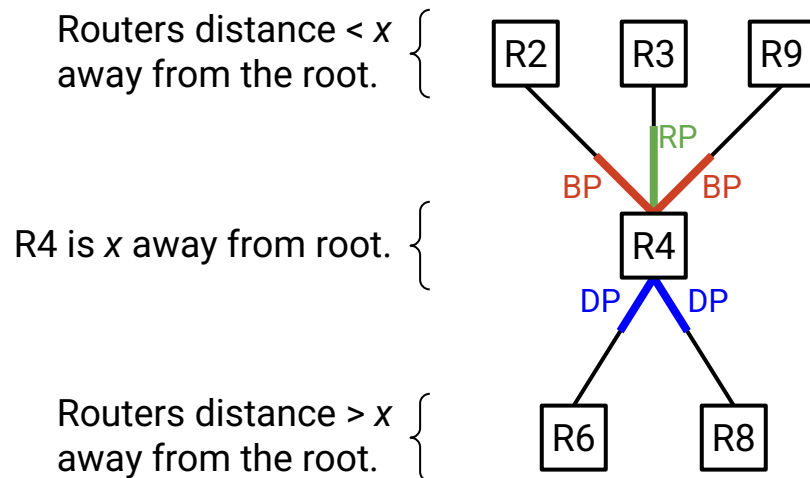 Routers distance < x
away from the root.
R2
R3
R9
RP
BP
BP
R4 is x away from root.
R4
DP
DP
Routers distance > x
away from the root.
R6
R8